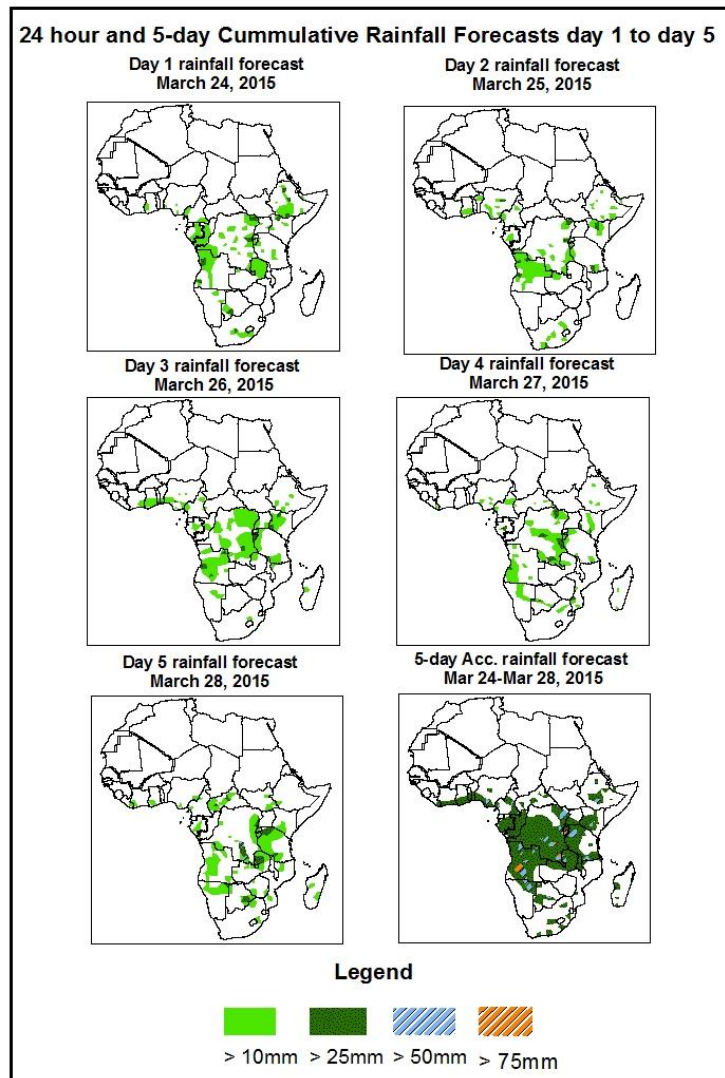 24 hour and 5-day Cummulative Rainfall Forecasts day 1 to day 5
Day 1 rainfall forecast
March 24, 2015
Day 2 rainfall forecast
March 25, 2015
Day 3 rainfall forecast
March 26, 2015
Day 4 rainfall forecast
March 27, 2015
Day 5 rainfall forecast
March 28, 2015
5-day Acc. rainfall forecast
Mar 24-Mar 28, 2015
Legend
> 10mm > 25mm > 50mm > 75mm